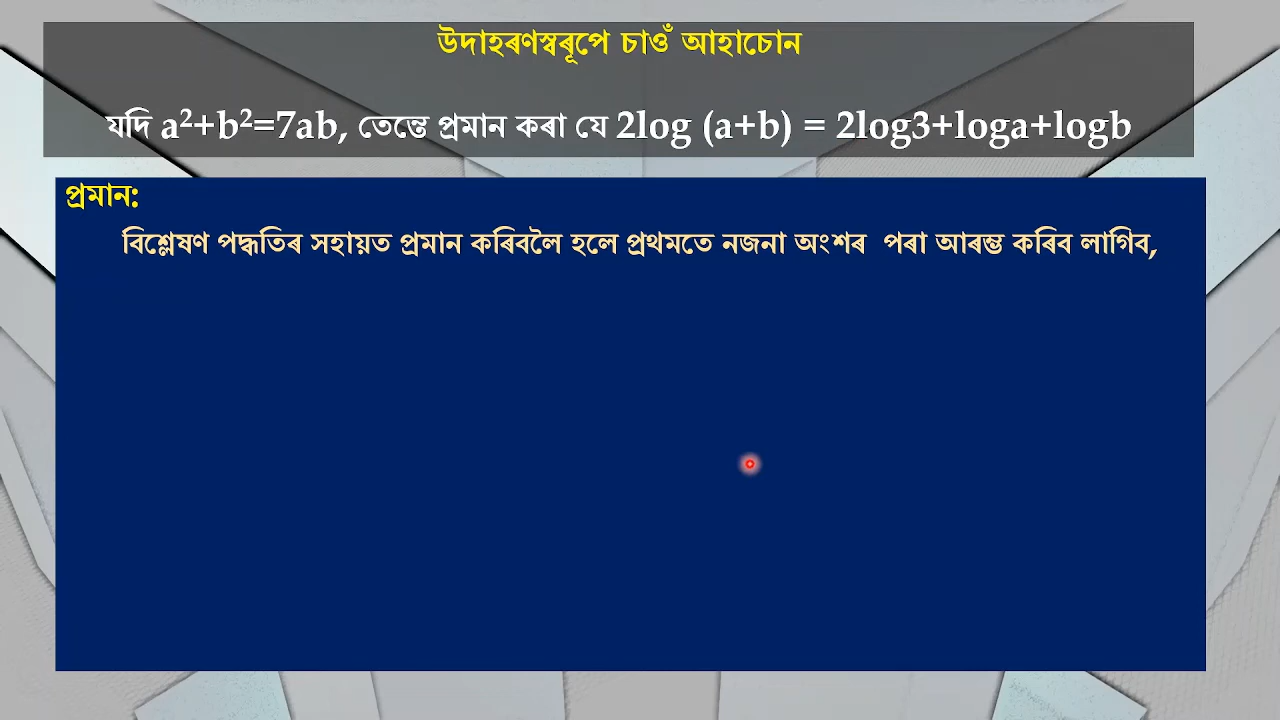 উদাহৰণস্বৰূপে চাওঁ আহাচোন
যদি a²+b²=7ab, তেন্তে প্ৰমান কৰা যে 2log (a+b) = 2log3+loga+logb
প্ৰমান:
বিশ্লেষণ পদ্ধতিৰ সহায়ত প্ৰমান কৰিবলৈ হলে প্ৰথমতে নজনা অংশৰ পৰা আৰম্ভ কৰিব লাগিব,